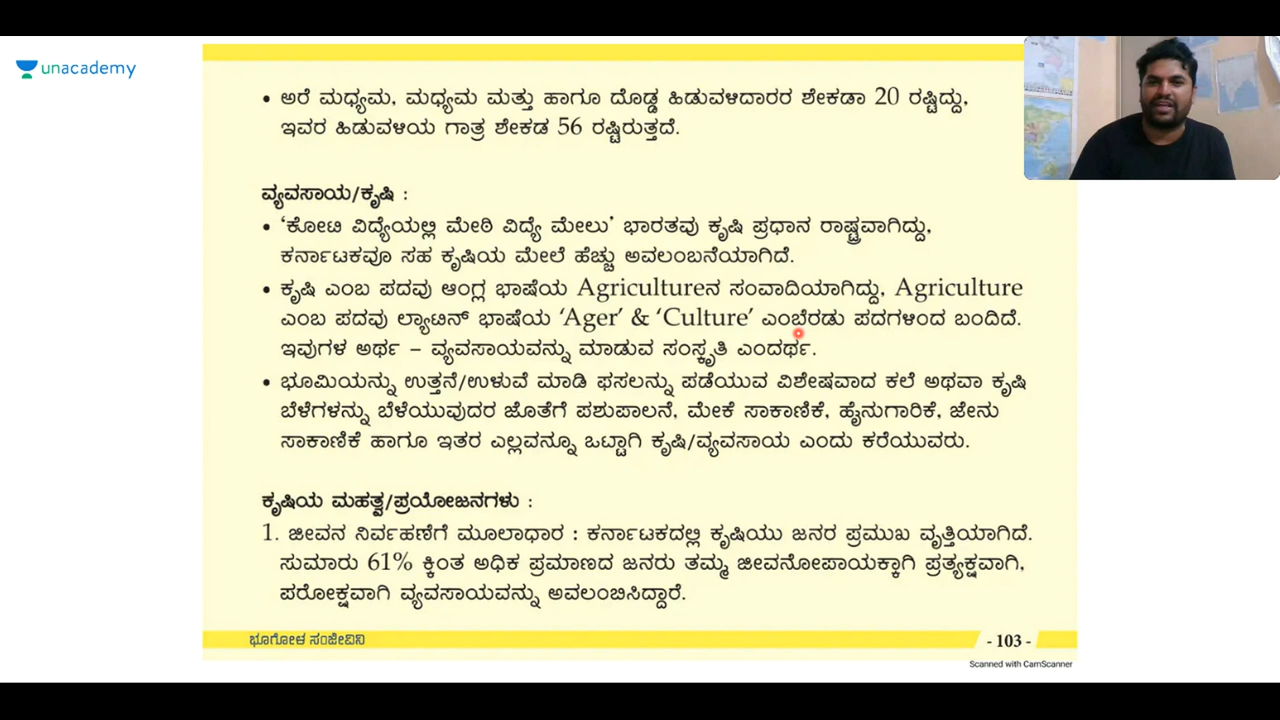 unacademy
• ಅರೆ ಮಧ್ಯಮ, ಮಧ್ಯಮ ಮತ್ತು ಹಾಗೂ ದೊಡ್ಡ ಹಿಡುವಳಿದಾರರ ಶೇಕಡಾ 20 ರಷ್ಟಿದ್ದು,
ಇವರ ಹಿಡುವಳಿಯ ಗಾತ್ರ ಶೇಕಡ 56 ರಷ್ಟಿರುತ್ತದೆ.
ವ್ಯವಸಾಯ/ಕೃಷಿ :
• ‘ಕೋಟಿ ವಿದ್ಯೆಯಲ್ಲಿ ಮೇಠಿ ವಿದ್ಯೆ ಮೇಲು’ ಭಾರತವು ಕೃಷಿ ಪ್ರಧಾನ ರಾಷ್ಟ್ರವಾಗಿದ್ದು,
ಕರ್ನಾಟಕವೂ ಸಹ ಕೃಷಿಯ ಮೇಲೆ ಹೆಚ್ಚು ಅವಲಂಬನೆಯಾಗಿದೆ.
• ಕೃಷಿ ಎಂಬ ಪದವು ಆಂಗ್ಲ ಭಾಷೆಯ Agricultureನ ಸಂವಾದಿಯಾಗಿದ್ದು, Agriculture
ಎಂಬ ಪದವು ಲ್ಯಾಟಿನ್ ಭಾಷೆಯ ‘Ager’ & ‘Culture’ ಎಂಬೆರಡು ಪದಗಳಿಂದ ಬಂದಿದೆ.
ಇವುಗಳ ಅರ್ಥ – ವ್ಯವಸಾಯವನ್ನು ಮಾಡುವ ಸಂಸ್ಕೃತಿ ಎಂದರ್ಥ.
• ಭೂಮಿಯನ್ನು ಉತ್ತನೆ/ಉಳುವೆ ಮಾಡಿ ಫಸಲನ್ನು ಪಡೆಯುವ ವಿಶೇಷವಾದ ಕಲೆ ಅಥವಾ ಕೃಷಿ
ಬೆಳೆಗಳನ್ನು ಬೆಳೆಯುವುದರ ಜೊತೆಗೆ ಪಶುಪಾಲನೆ, ಮೇಕೆ ಸಾಕಾಣಿಕೆ, ಹೈನುಗಾರಿಕೆ, ಜೇನು
ಸಾಕಾಣಿಕೆ ಹಾಗೂ ಇತರ ಎಲ್ಲವನ್ನೂ ಒಟ್ಟಾಗಿ ಕೃಷಿ/ವ್ಯವಸಾಯ ಎಂದು ಕರೆಯುವರು.
ಕೃಷಿಯ ಮಹತ್ವ/ಪ್ರಯೋಜನಗಳು :
1. ಜೀವನ ನಿರ್ವಹಣೆಗೆ ಮೂಲಾಧಾರ : ಕರ್ನಾಟಕದಲ್ಲಿ ಕೃಷಿಯು ಜನರ ಪ್ರಮುಖ ವೃತ್ತಿಯಾಗಿದೆ.
ಸುಮಾರು 61% ಕ್ಕಿಂತ ಅಧಿಕ ಪ್ರಮಾಣದ ಜನರು ತಮ್ಮ ಜೀವನೋಪಾಯಕ್ಕಾಗಿ ಪ್ರತ್ಯಕ್ಷವಾಗಿ,
ಪರೋಕ್ಷವಾಗಿ ವ್ಯವಸಾಯವನ್ನು ಅವಲಂಬಿಸಿದ್ದಾರೆ.
ಭೂಗೋಳ ಸಂಜೀವಿನಿ
- 103 -
Scanned with CamScanner